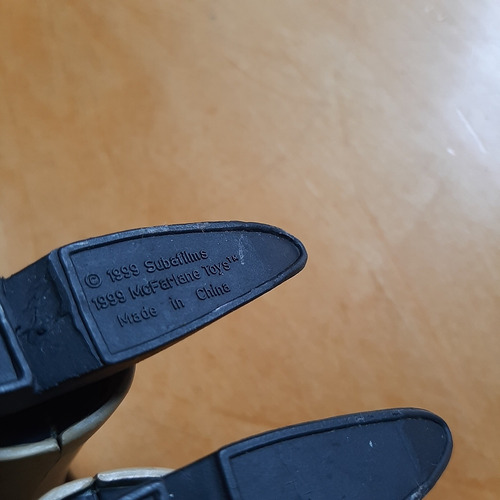 © 1999 Subafilms
1999 McFarlane Toys™
Made in China